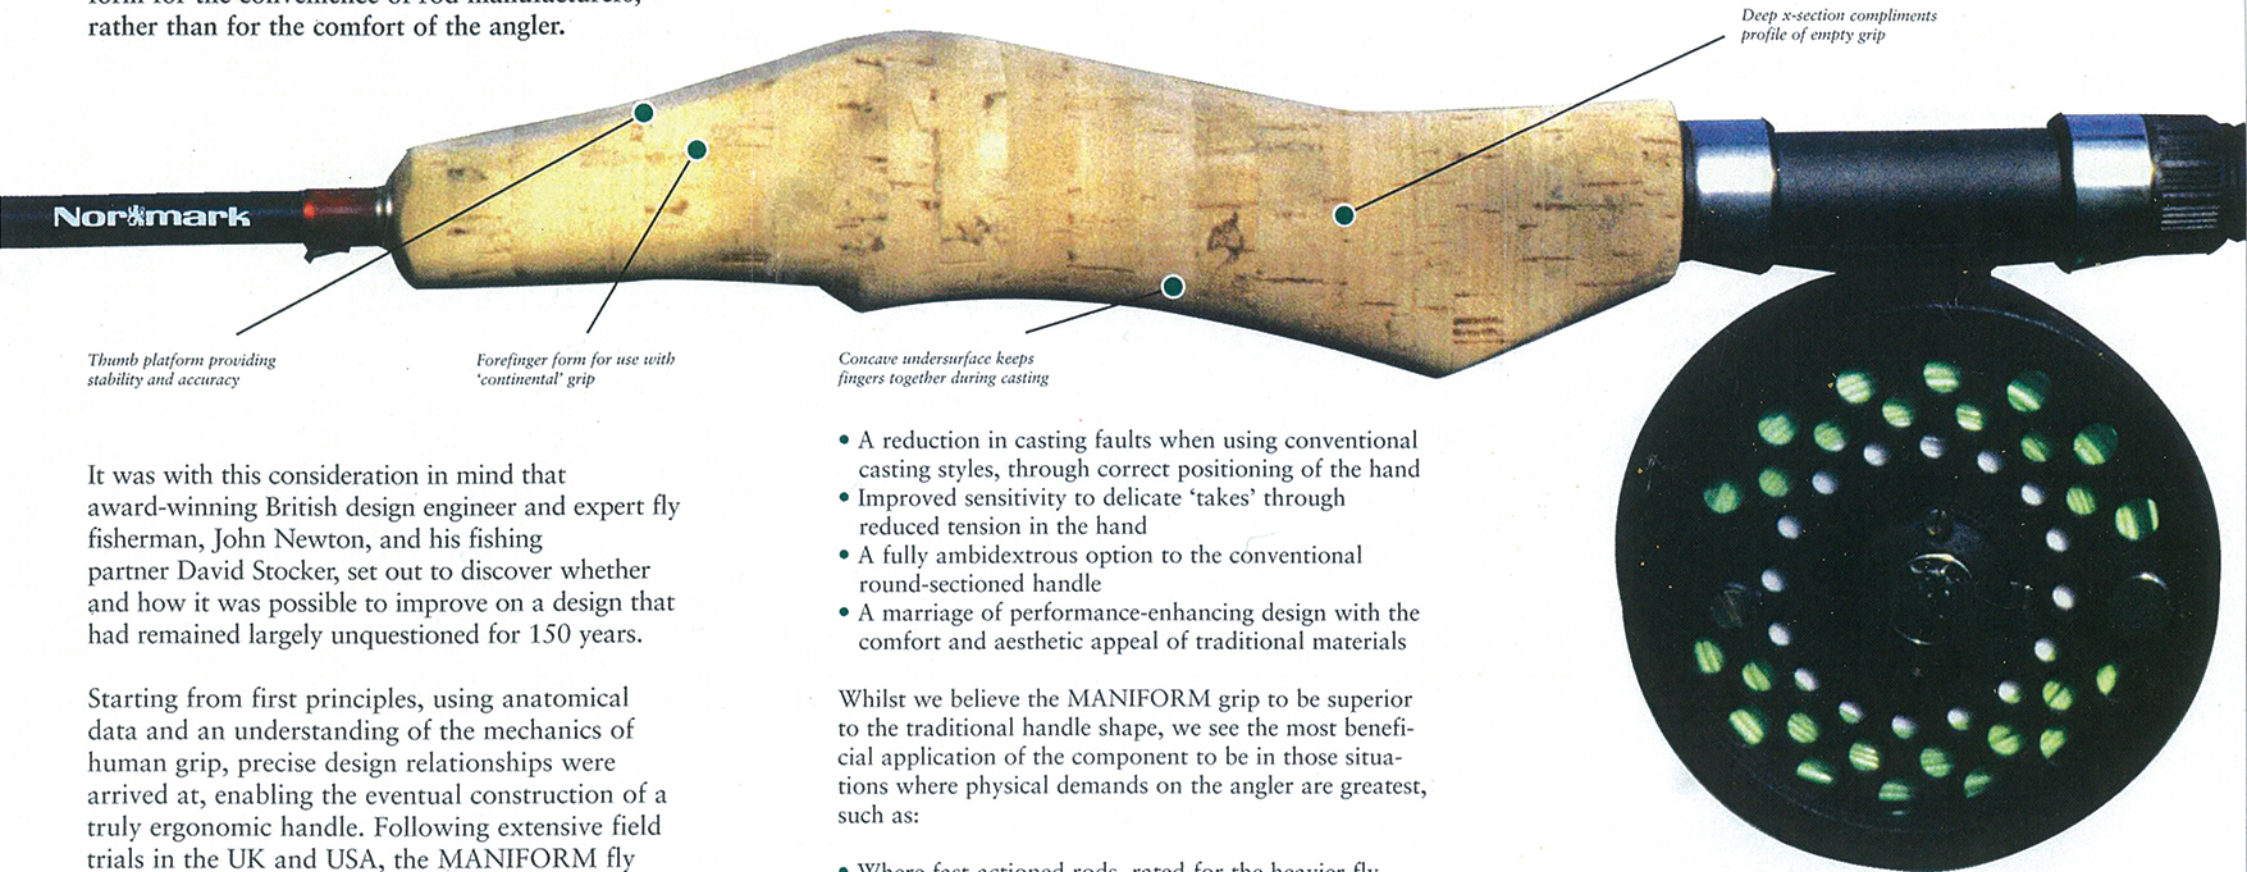 rather than for the comfort of the angler.
Deep x-section compliments
profile of empty grip
Normark
Thumb platform providing
stability and accuracy
Forefinger form for use with
‘continental’ grip
Concave undersurface keeps
fingers together during casting
It was with this consideration in mind that
award-winning British design engineer and expert fly
fisherman, John Newton, and his fishing
partner David Stocker, set out to discover whether
and how it was possible to improve on a design that
had remained largely unquestioned for 150 years.
Starting from first principles, using anatomical
data and an understanding of the mechanics of
human grip, precise design relationships were
arrived at, enabling the eventual construction of a
truly ergonomic handle. Following extensive field
trials in the UK and USA, the MANIFORM fly
• A reduction in casting faults when using conventional
casting styles, through correct positioning of the hand
• Improved sensitivity to delicate ‘takes’ through
reduced tension in the hand
• A fully ambidextrous option to the conventional
round-sectioned handle
• A marriage of performance-enhancing design with the
comfort and aesthetic appeal of traditional materials
Whilst we believe the MANIFORM grip to be superior
to the traditional handle shape, we see the most benefi-
cial application of the component to be in those situa-
tions where physical demands on the angler are greatest,
such as:
• Where fast actioned rods, rated for the heavier fly